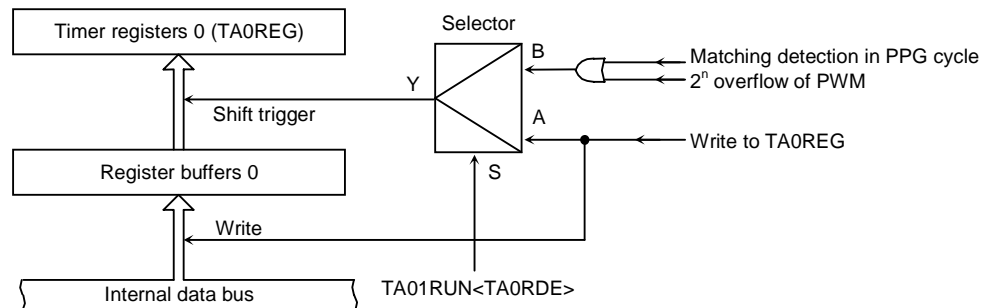 Selector
Timer registers 0 (TA0REG)
B
Matching detection in PPG cycle
2n overflow of PWM
Y
Shift trigger
A
Write to TA0REG
Register buffers 0
S
Write
TA01RUN<TA0RDE>
Internal data bus